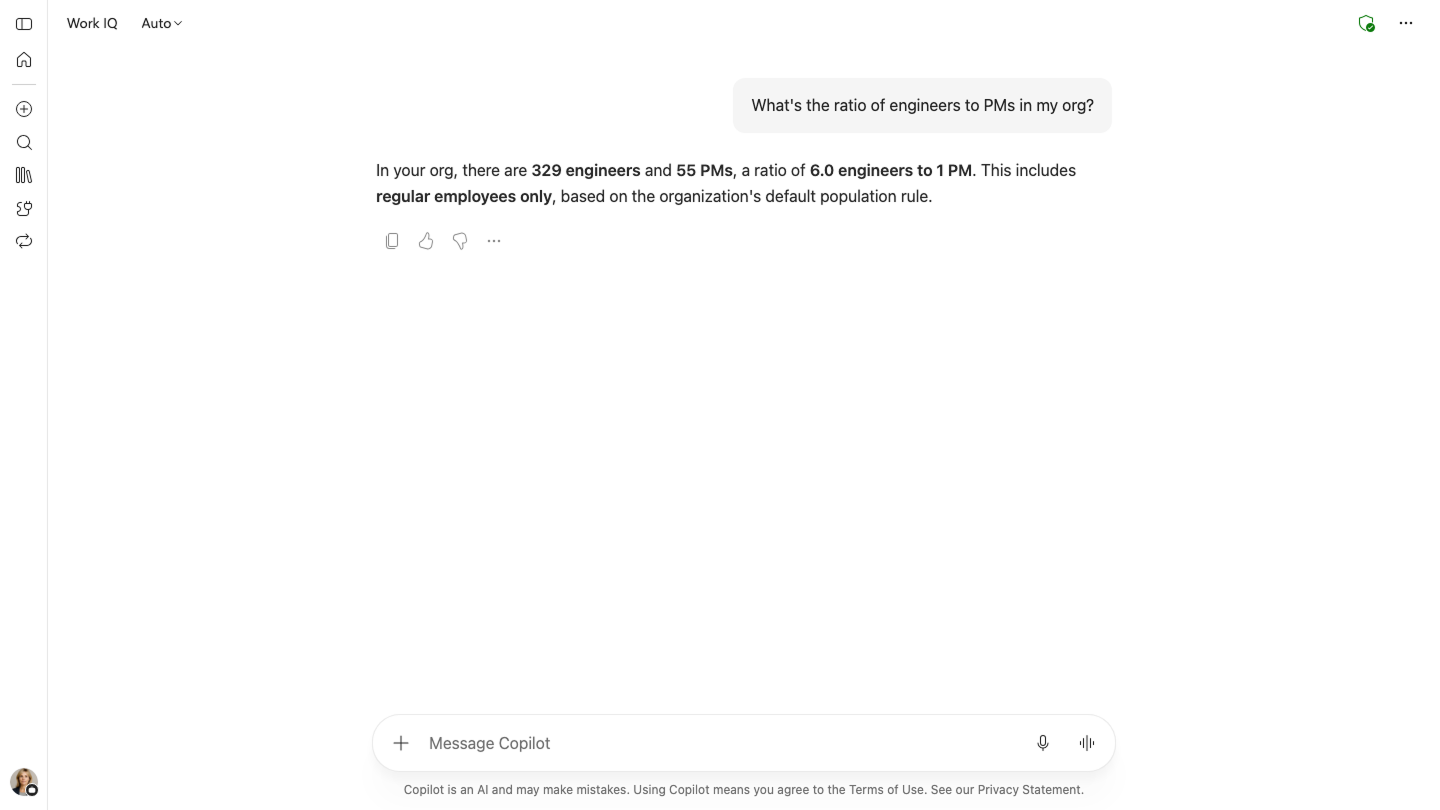 Work IQ
Auto
What's the ratio of engineers to PMs in my org?
In your org, there are 329 engineers and 55 PMs, a ratio of 6.0 engineers to 1 PM. This includes
regular employees only, based on the organization's default population rule.
Message Copilot
Copilot is an AI and may make mistakes. Using Copilot means you agree to the Terms of Use. See our Privacy Statement.